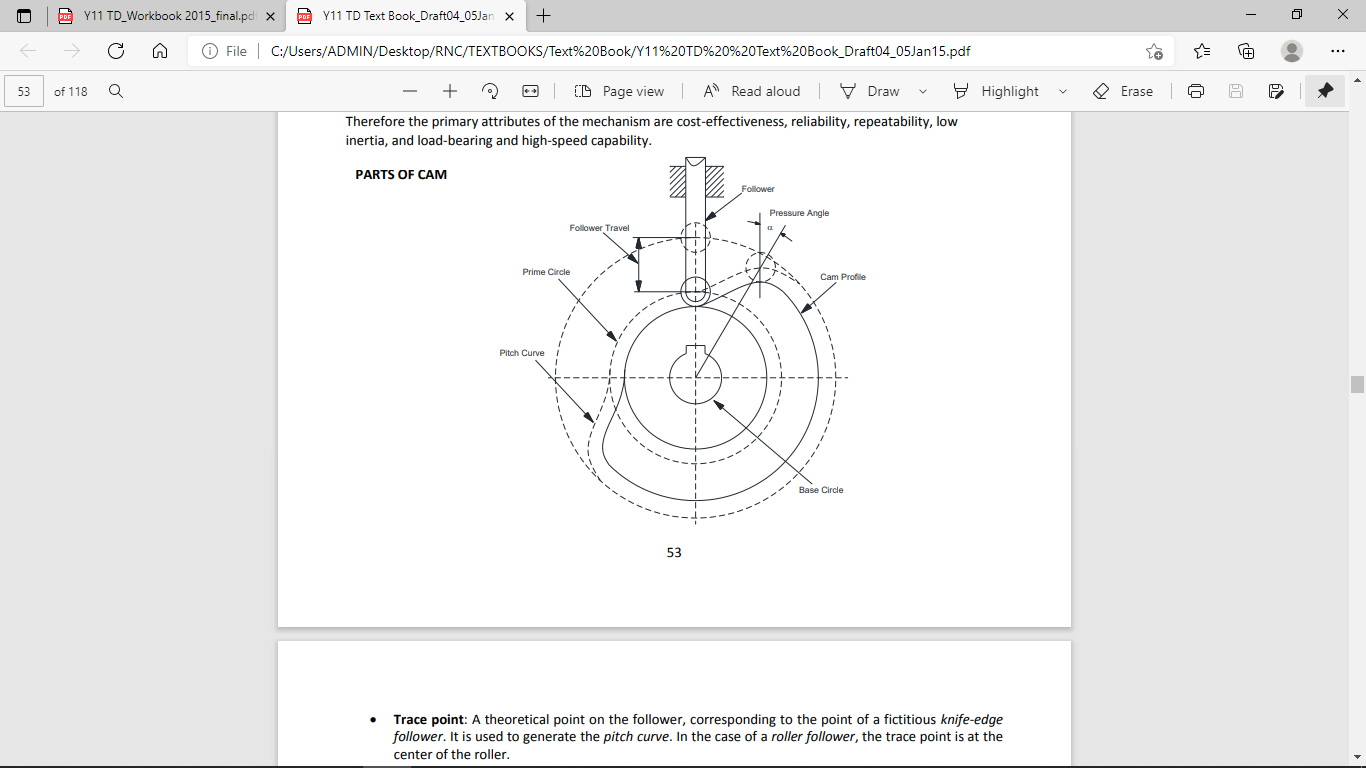 Y11 TD_Workbook 2015_final.pd
Y11 TD Text Book_Draft04_05Jan
File
C:/Users/ADMIN/Desktop/RNC/TEXTBOOKS/Text%20Book/Y11%20TD%20%20Text%20Book_Draft04_05Jan15.pdf
53 of 118
Page view
Read aloud
Draw
Highlight
Erase
Therefore the primary attributes of the mechanism are cost-effectiveness, reliability, repeatability, low
inertia, and load-bearing and high-speed capability.
PARTS OF CAM
Follower
Pressure Angle
α
Follower Travel
Prime Circle
Cam Profile
Pitch Curve
Base Circle
53
• Trace point: A theoretical point on the follower, corresponding to the point of a fictitious knife-edge
follower. It is used to generate the pitch curve. In the case of a roller follower, the trace point is at the
center of the roller.